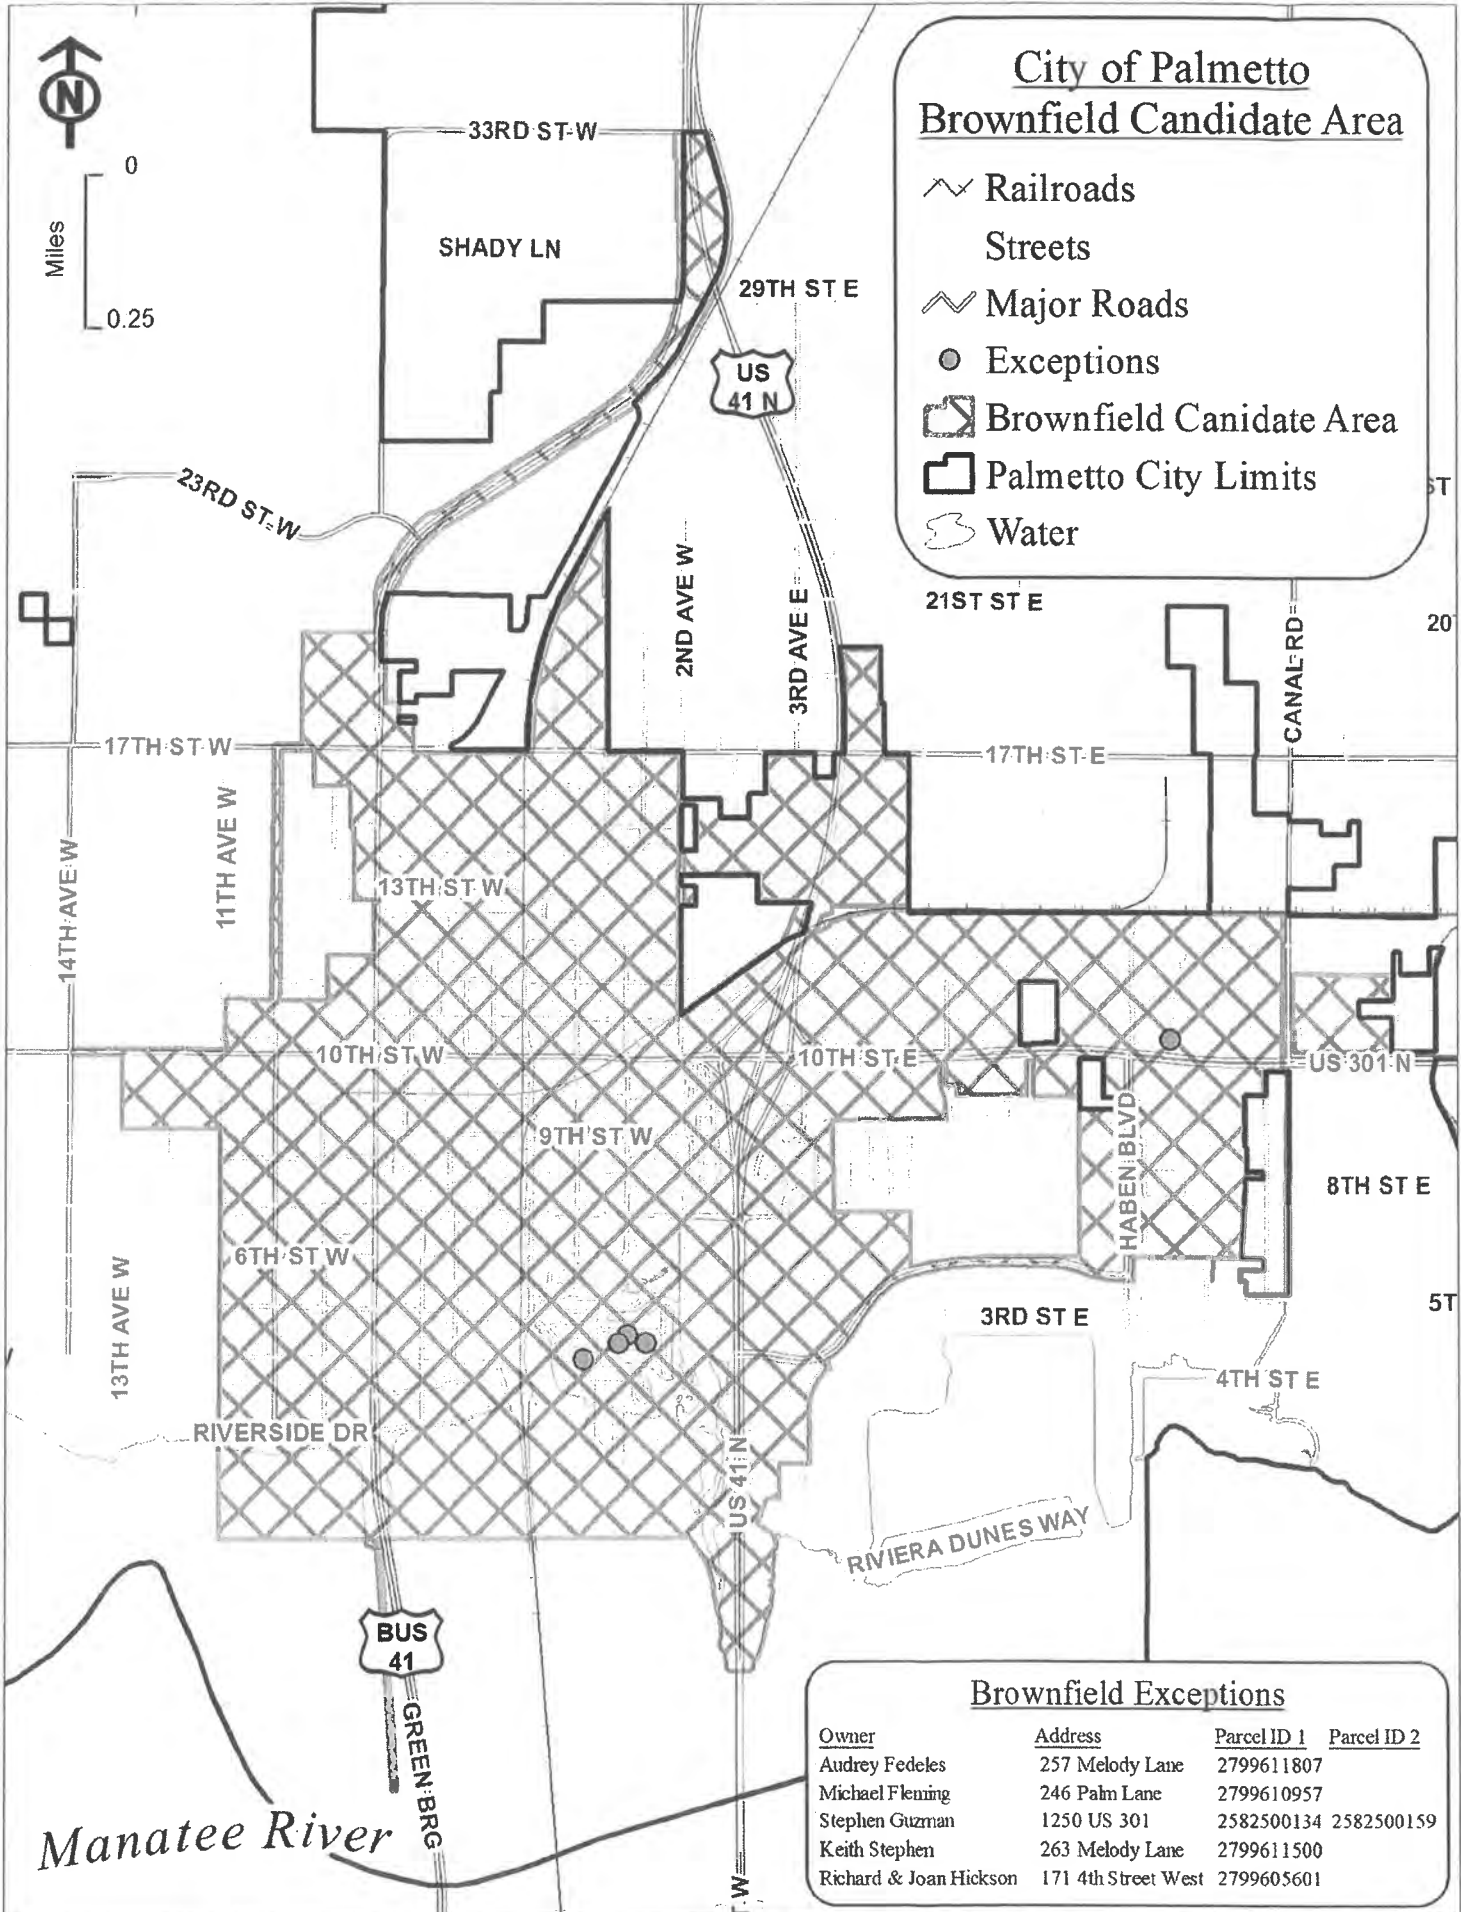 City of Palmetto
Brownfield Candidate Area
Railroads
Streets
Major Roads
Exceptions
Brownfield Canidate Area
Palmetto City Limits
Water
N
0
Miles
0.25
33RD ST W
SHADY LN
29TH ST E
US
41 N
23RD ST W
ST
2ND AVE W
3RD AVE E
21ST ST E
20
CANAL RD
17TH ST W
17TH ST E
14TH AVE W
11TH AVE W
13TH ST W
10TH ST W
10TH ST E
US 301 N
9TH ST W
HABEN BLVD
8TH ST E
6TH ST W
13TH AVE W
3RD ST E
5T
4TH ST E
RIVERSIDE DR
US 41 N
RIVIERA DUNES WAY
BUS
41
GREEN BRG
Manatee River
W
Brownfield Exceptions
Owner Address Parcel ID 1 Parcel ID 2
Audrey Fedeles 257 Melody Lane 2799611807
Michael Fleming 246 Palm Lane 2799610957
Stephen Guzman 1250 US 301 2582500134 2582500159
Keith Stephen 263 Melody Lane 2799611500
Richard & Joan Hickson 171 4th Street West 2799605601